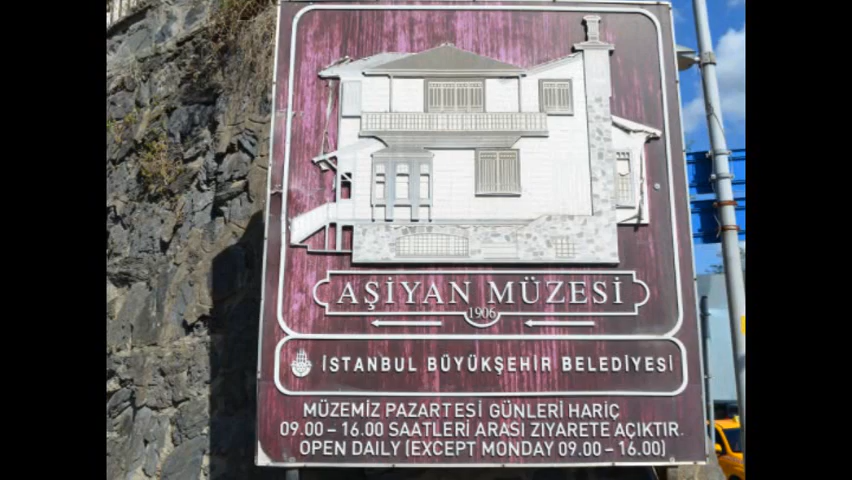 AŞİYAN MÜZESİ
1906
İSTANBUL BÜYÜKŞEHİR BELEDİYESİ
MÜZEMİZ PAZARTESİ GÜNLERİ HARİÇ
09.00 – 16.00 SAATLERİ ARASI ZİYARETE AÇIKTIR.
OPEN DAILY (EXCEPT MONDAY 09.00 – 16.00)